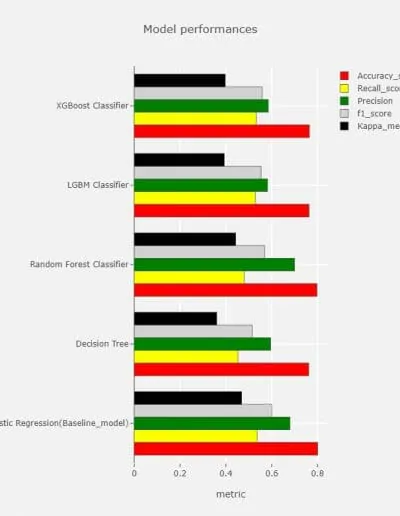 Model performances
Accuracy_s
Recall_scor
Precision
f1_score
Kappa_me
XGBoost Classifier
LGBM Classifier
Random Forest Classifier
Decision Tree
stic Regression(Baseline_model)
0
0.2
0.4
0.6
0.8
metric